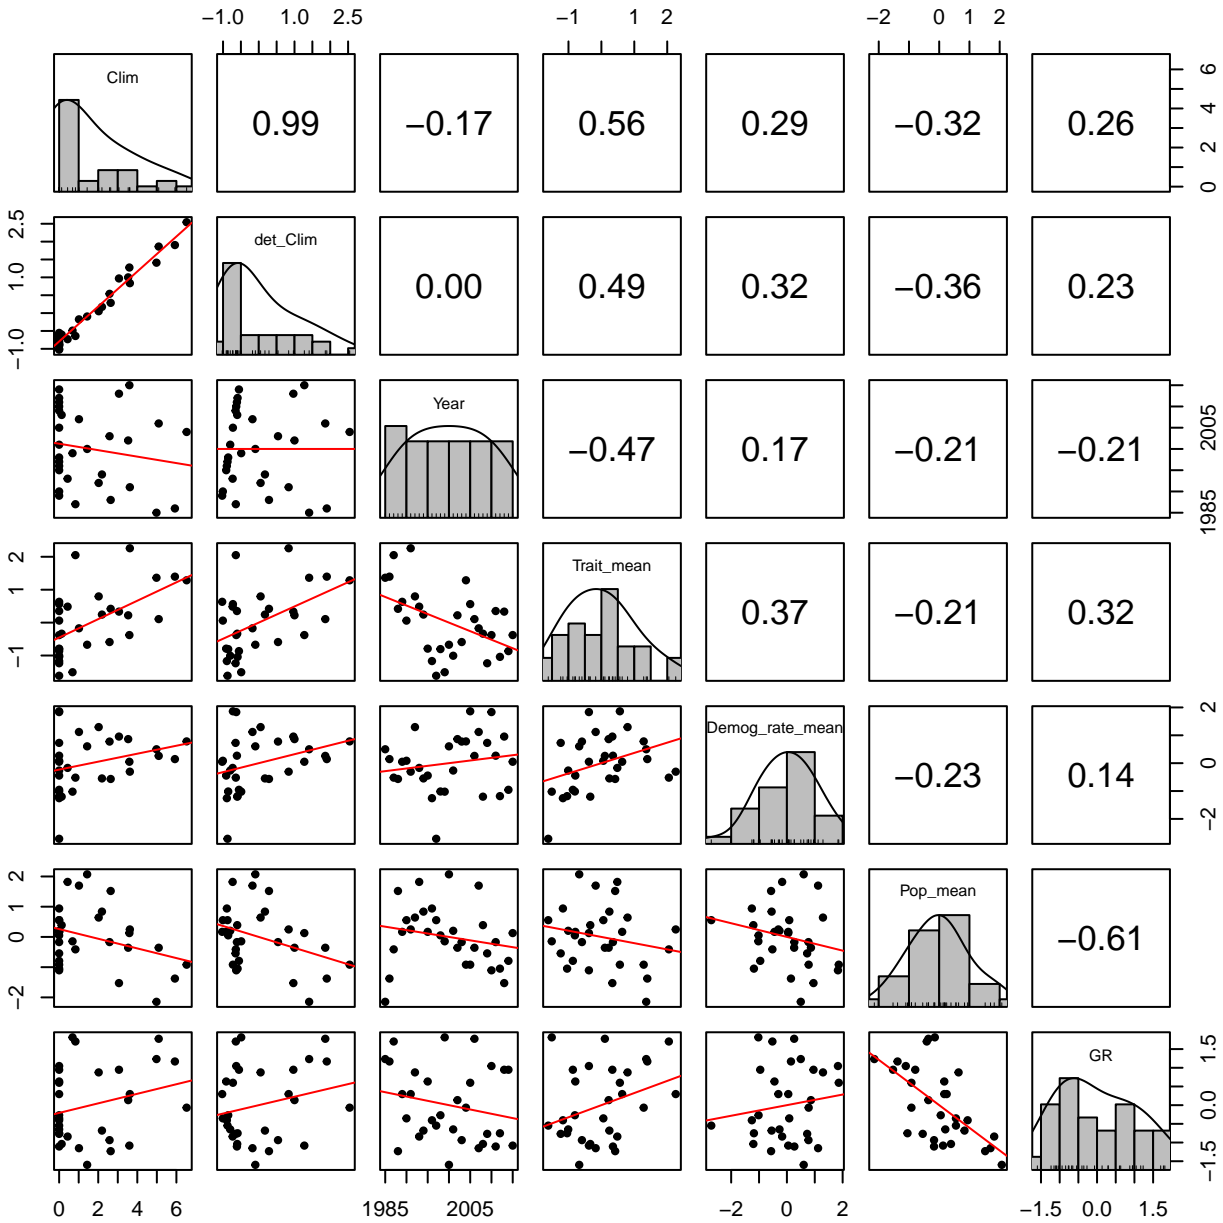 −1.0 1.0 2.5 −1 1 2 −2 0 2
Clim 0.99 −0.17 0.56 0.29 −0.32 0.26 0 2 4 6
−1.0 1.0 2.5 det_Clim 0.00 0.49 0.32 −0.36 0.23
Year −0.47 0.17 −0.21 −0.21 1985 2005
−1 1 2 Trait_mean 0.37 −0.21 0.32
Demog_rate_mean −0.23 0.14 −2 0 2
−2 0 1 2 Pop_mean −0.61
GR −1.5 0.0 1.5
0 2 4 6 1985 2005 −2 0 2 −1.5 0.0 1.5